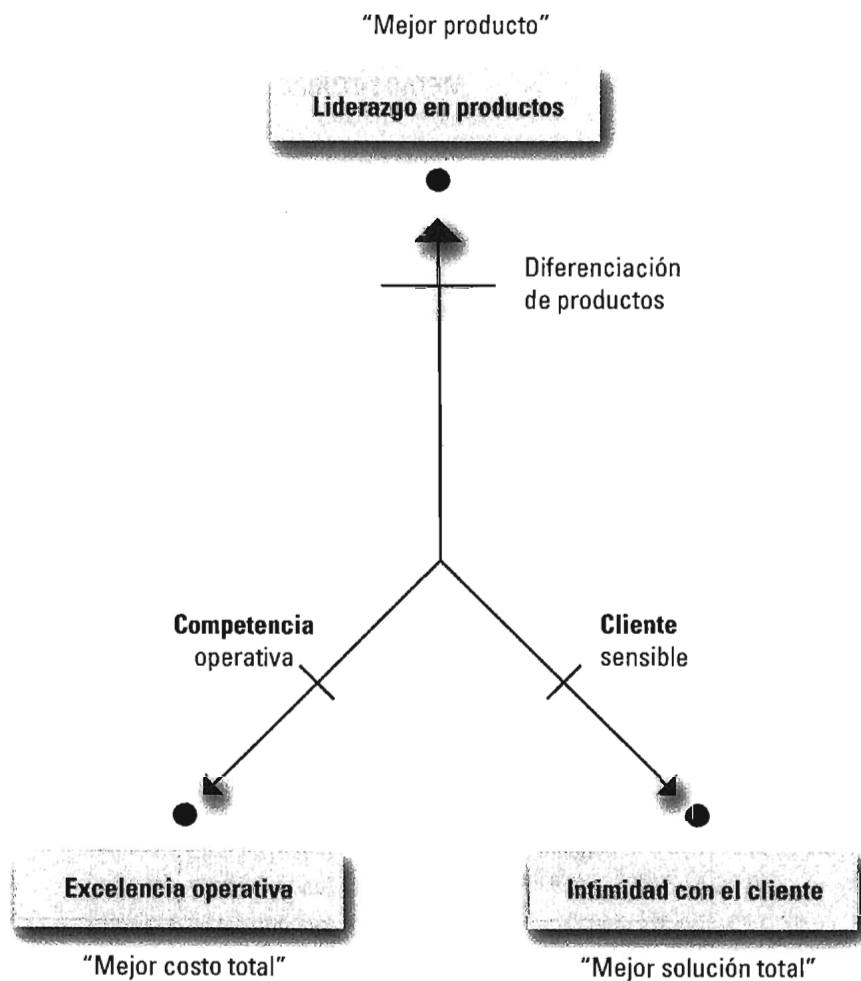 “Mejor producto”
Liderazgo en productos
Diferenciación
de productos
Competencia
operativa
Cliente
sensible
Excelencia operativa
Intimidad con el cliente
“Mejor costo total”
“Mejor solución total”